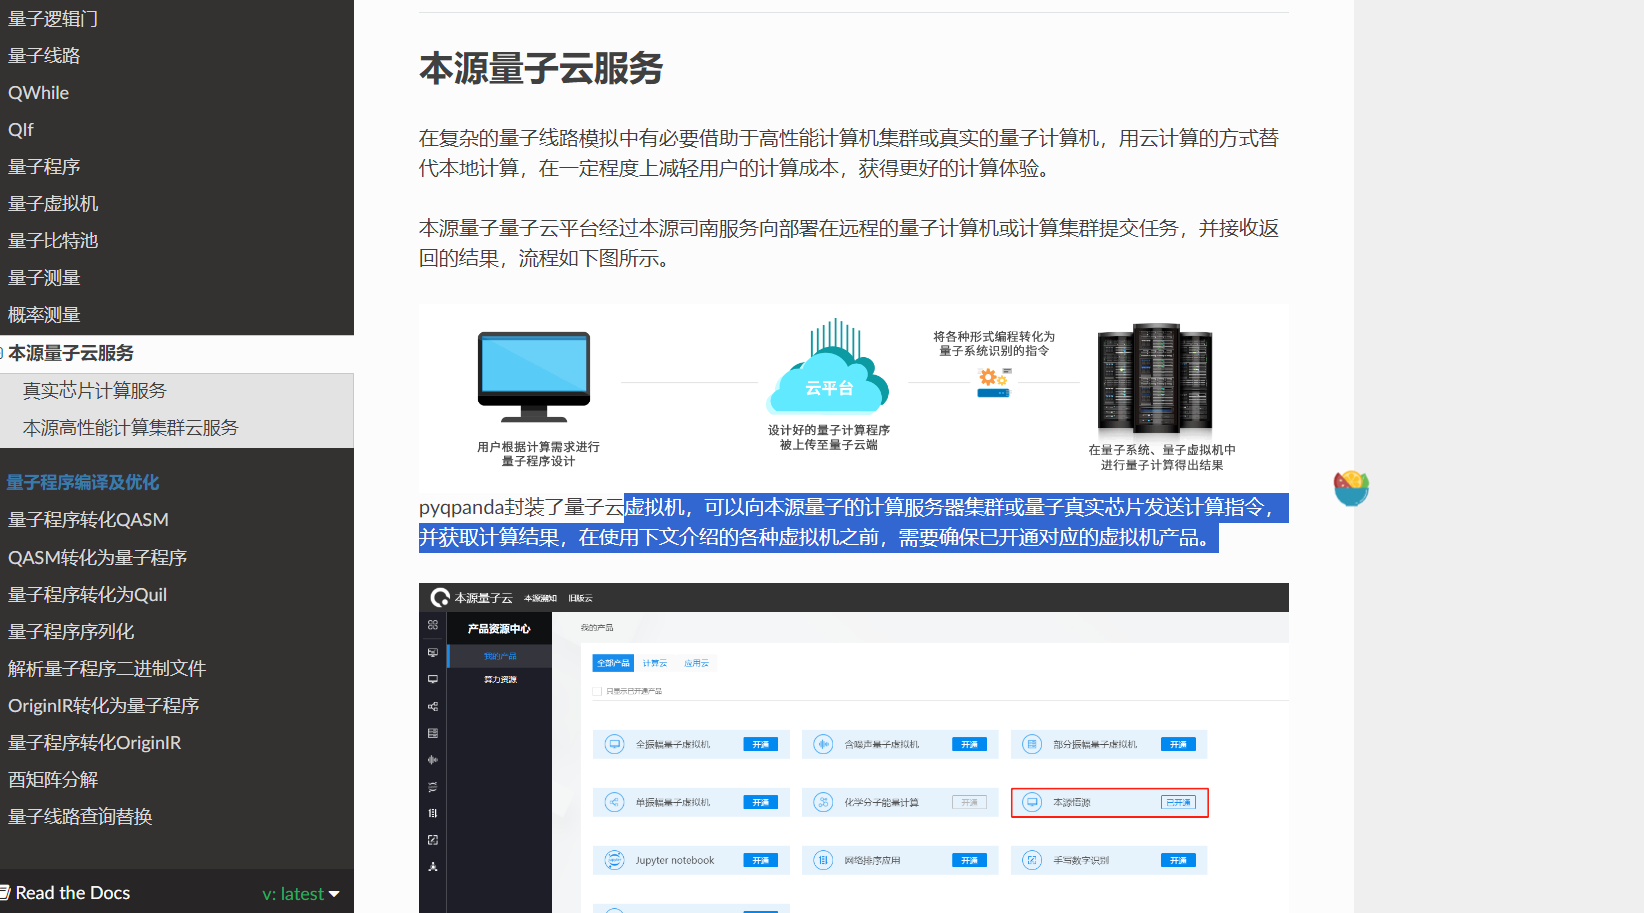 量子逻辑门
量子线路
QWhile
QIf
量子程序
量子虚拟机
量子比特池
量子测量
概率测量
本源量子云服务
真实芯片计算服务
本源高性能计算集群云服务
量子程序编译及优化
量子程序转化QASM
QASM转化为量子程序
量子程序转化为Quil
量子程序序列化
解析量子程序二进制文件
OriginIR转化为量子程序
量子程序转化OriginIR
酉矩阵分解
量子线路查询替换
Read the Docs
v: latest
本源量子云服务
在复杂的量子线路模拟中有必要借助于高性能计算机集群或真实的量子计算机，用云计算的方式替
代本地计算，在一定程度上减轻用户的计算成本，获得更好的计算体验。
本源量子量子云平台经过本源司南服务向部署在远程的量子计算机或计算集群提交任务，并接收返
回的结果，流程如下图所示。
用户根据计算需求进行
量子程序设计
云平台
设计好的量子计算程序
被上传至量子云端
将各种形式编程转化为
量子系统识别的指令
在量子系统、量子虚拟机中
进行量子计算得出结果
pyqpanda封装了量子云虚拟机，可以向本源量子的计算服务器集群或量子真实芯片发送计算指令，
并获取计算结果，在使用下文介绍的各种虚拟机之前，需要确保已开通对应的虚拟机产品。
本源量子云 本源溯知 旧版云
产品资源中心
我的产品
算力资源
我的产品
全部产品 计算云 应用云
只显示已开通产品
全振幅量子虚拟机 开通
含噪声量子虚拟机 开通
部分振幅量子虚拟机 开通
单振幅量子虚拟机 开通
化学分子能量计算 开通
本源悟源 已开通
Jupyter notebook 开通
网络排序应用 开通
手写数字识别 开通